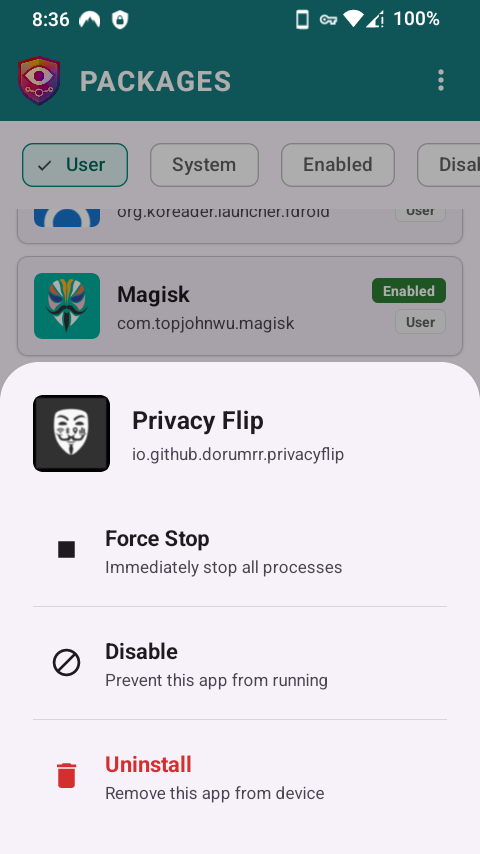 8:36
100%
PACKAGES
User
System
Enabled
Disab
org.koreader.launcher.fdroid
User
Magisk
com.topjohnwu.magisk
Enabled
User
Privacy Flip
io.github.dorumrr.privacyflip
Force Stop
Immediately stop all processes
Disable
Prevent this app from running
Uninstall
Remove this app from device